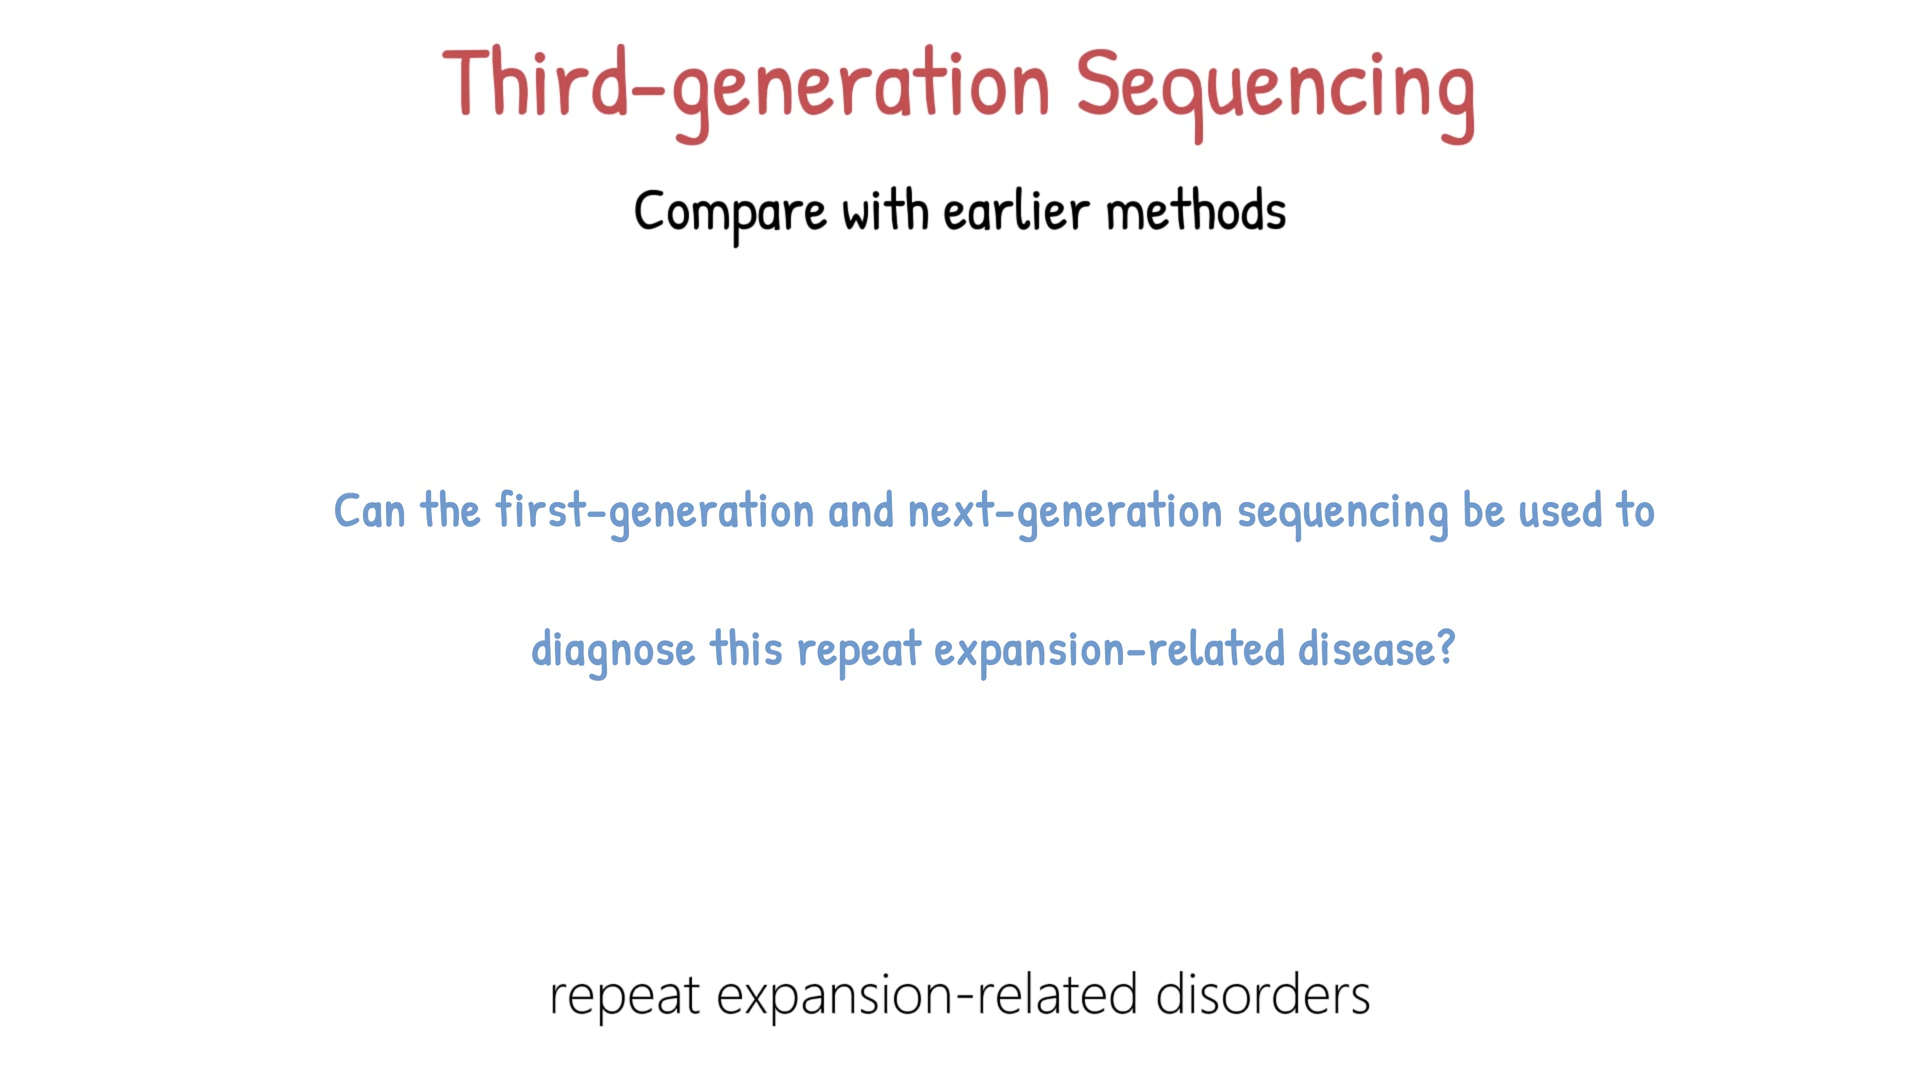 Third-generation Sequencing
Compare with earlier methods
Can the first-generation and next-generation sequencing be used to
diagnose this repeat expansion-related disease?
repeat expansion-related disorders